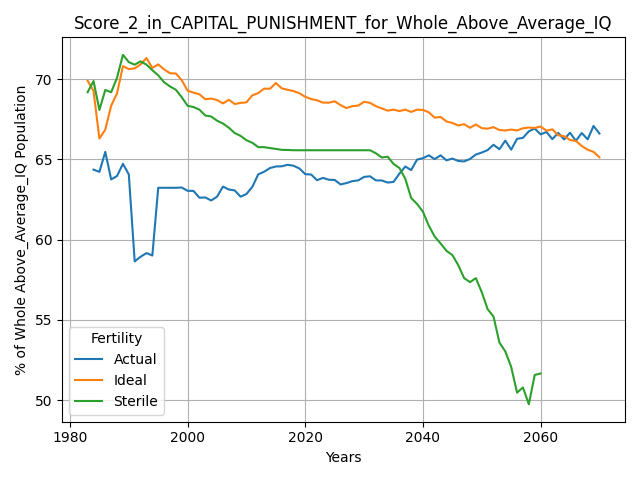 Score_2_in_CAPITAL_PUNISHMENT_for_Whole_Above_Average_IQ
% of Whole Above_Average_IQ Population
70
65
60
55
50
Fertility
Actual
Ideal
Sterile
1980
2000
2020
2040
2060
Years